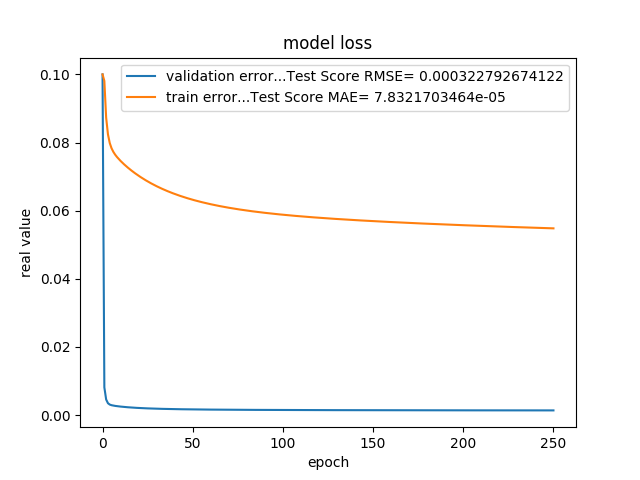 model loss
validation error...Test Score RMSE= 0.000322792674122
train error...Test Score MAE= 7.8321703464e-05
real value
0.10
0.08
0.06
0.04
0.02
0.00
0 50 100 150 200 250
epoch